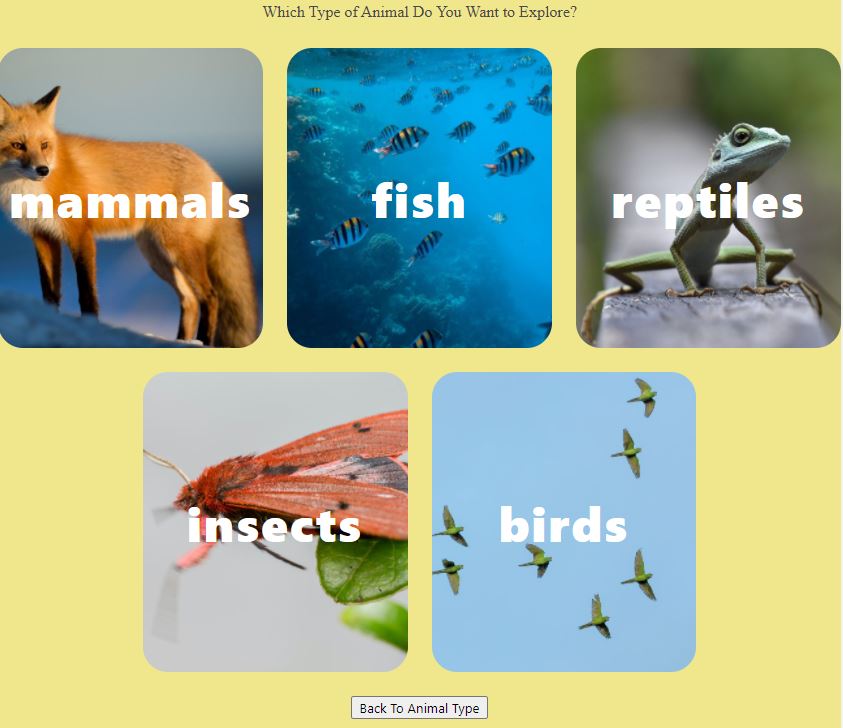 Which Type of Animal Do You Want to Explore?
mammals
fish
reptiles
insects
birds
Back To Animal Type